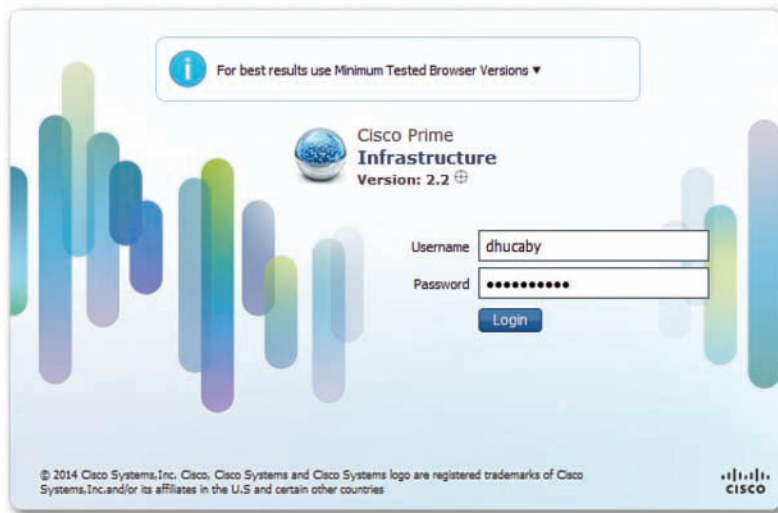 For best results use Minimum Tested Browser Versions ▼
Cisco Prime
Infrastructure
Version: 2.2
Username dhucaby
Password ••••••••••
Login
© 2014 Cisco Systems,Inc. Cisco, Cisco Systems and Cisco Systems logo are registered trademarks of Cisco
Systems,Inc.and/or its affiliates in the U.S and certain other countries
CISCO